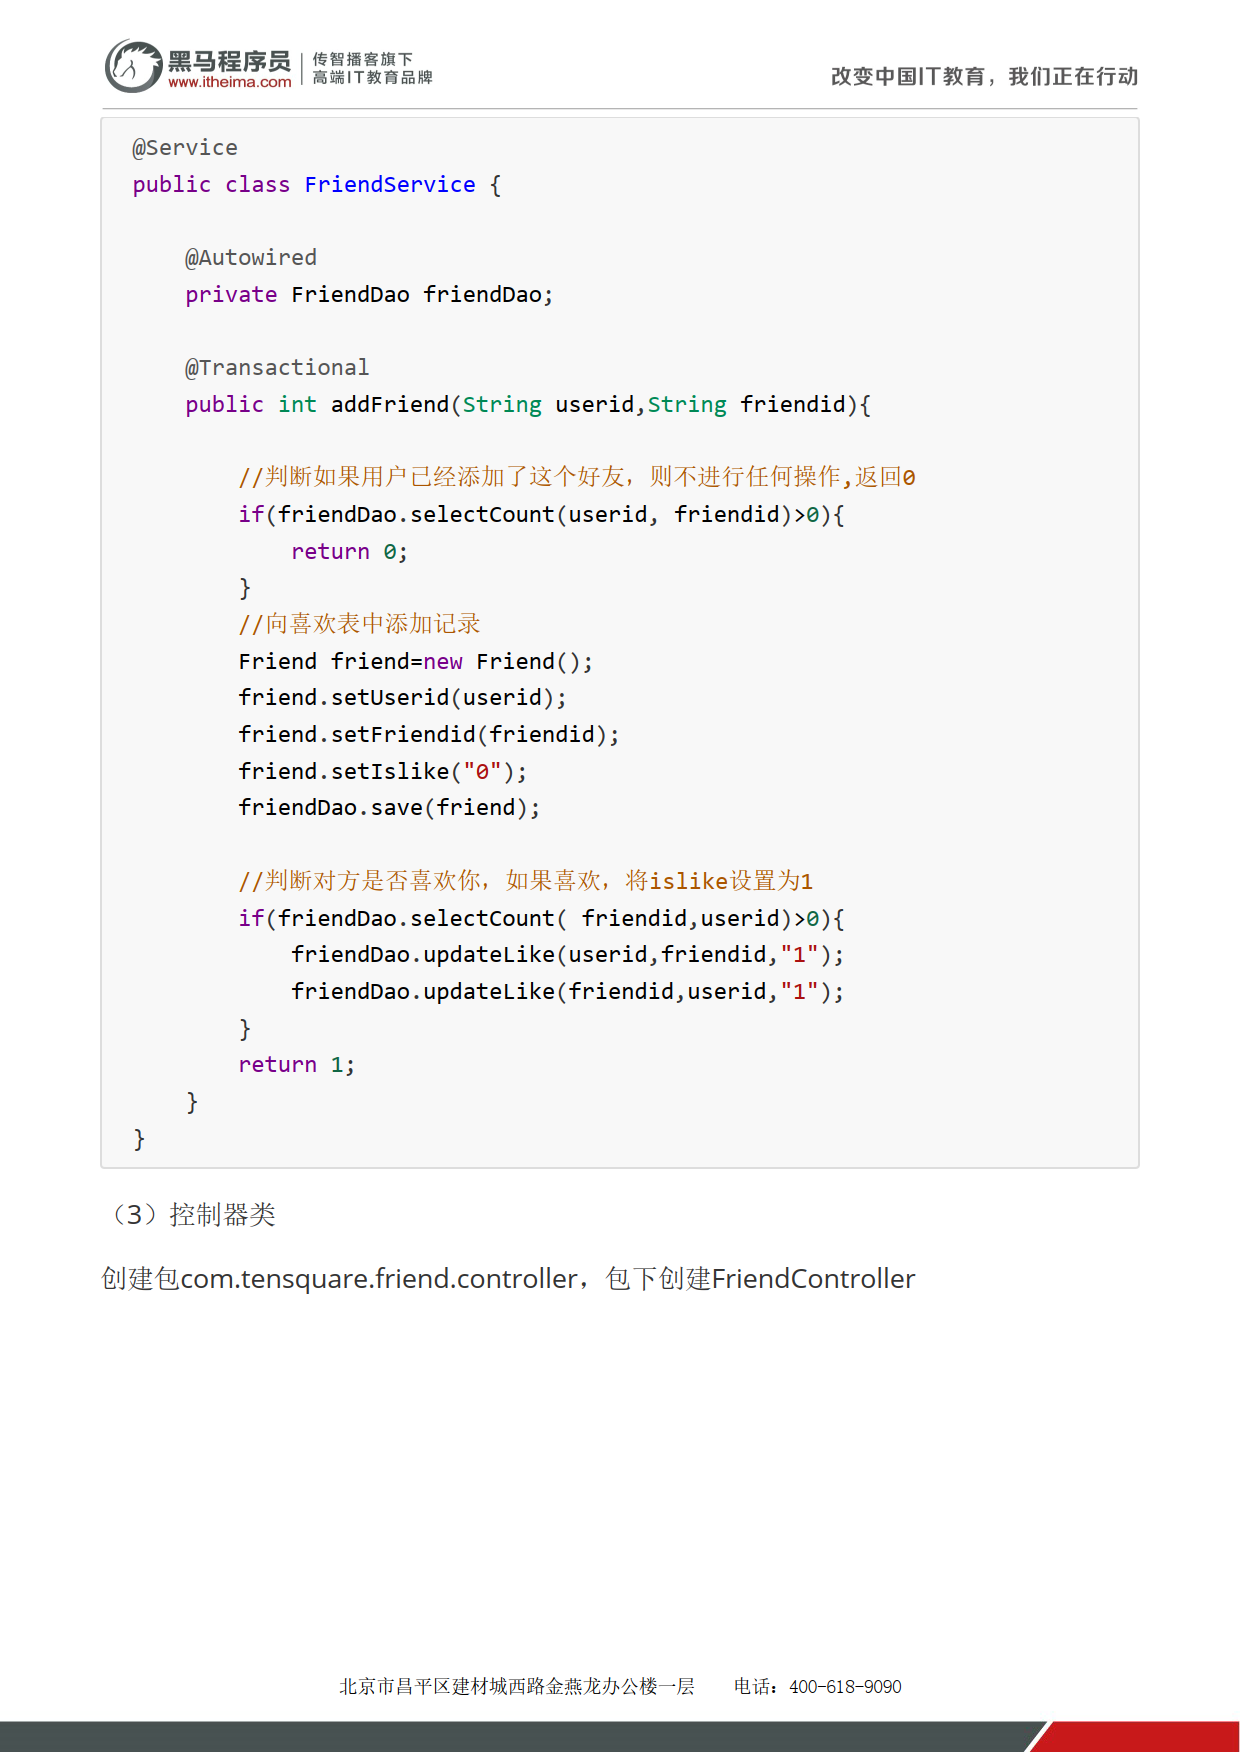 黑马程序员
www.itheima.com
传智播客旗下
高端IT教育品牌
改变中国IT教育，我们正在行动
@Service
public class FriendService {
    @Autowired
    private FriendDao friendDao;
    @Transactional
    public int addFriend(String userid,String friendid){
        //判断如果用户已经添加了这个好友，则不进行任何操作,返回0
        if(friendDao.selectCount(userid, friendid)>0){
            return 0;
        }
        //向喜欢表中添加记录
        Friend friend=new Friend();
        friend.setUserid(userid);
        friend.setFriendid(friendid);
        friend.setIslike("0");
        friendDao.save(friend);
        //判断对方是否喜欢你，如果喜欢，将islike设置为1
        if(friendDao.selectCount( friendid,userid)>0){
            friendDao.updateLike(userid,friendid,"1");
            friendDao.updateLike(friendid,userid,"1");
        }
        return 1;
    }
}
（3）控制器类
创建包com.tensquare.friend.controller，包下创建FriendController
北京市昌平区建材城西路金燕龙办公楼一层 电话：400-618-9090